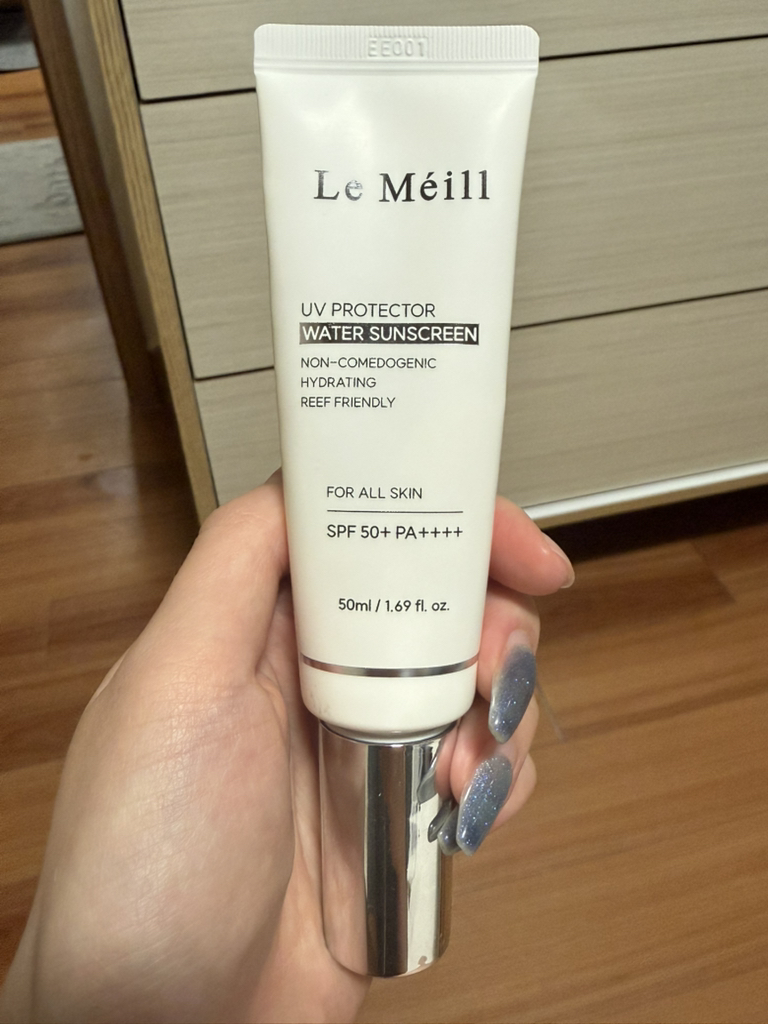 EE001
Le Méill
UV PROTECTOR
WATER SUNSCREEN
NON-COMEDOGENIC
HYDRATING
REEF FRIENDLY
FOR ALL SKIN
SPF 50+ PA++++
50ml / 1.69 fl. oz.